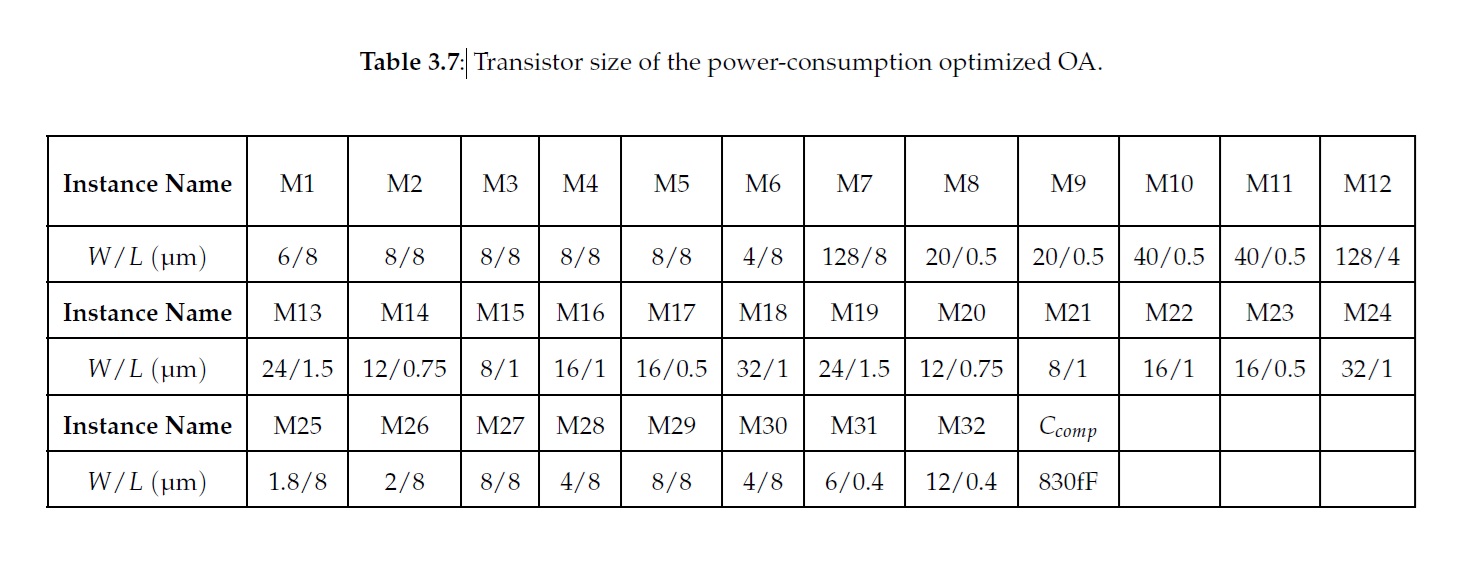 Table 3.7: Transistor size of the power-consumption optimized OA.
Instance Name M1 M2 M3 M4 M5 M6 M7 M8 M9 M10 M11 M12
W/L (µm) 6/8 8/8 8/8 8/8 8/8 4/8 128/8 20/0.5 20/0.5 40/0.5 40/0.5 128/4
Instance Name M13 M14 M15 M16 M17 M18 M19 M20 M21 M22 M23 M24
W/L (µm) 24/1.5 12/0.75 8/1 16/1 16/0.5 32/1 24/1.5 12/0.75 8/1 16/1 16/0.5 32/1
Instance Name M25 M26 M27 M28 M29 M30 M31 M32 Ccomp
W/L (µm) 1.8/8 2/8 8/8 4/8 8/8 4/8 6/0.4 12/0.4 830fF